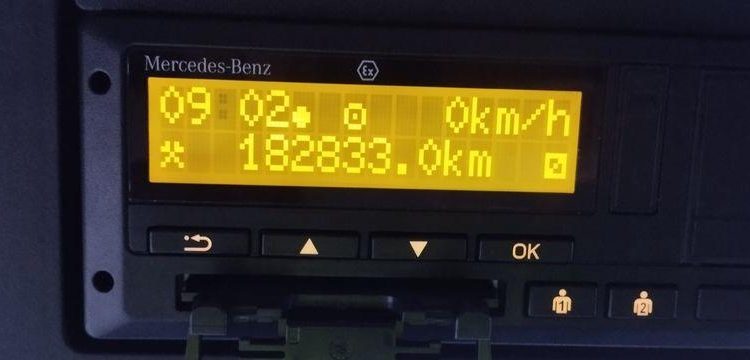 Mercedes-Benz
Ex
09:02 0km/h
182833.0km
OK
1 2